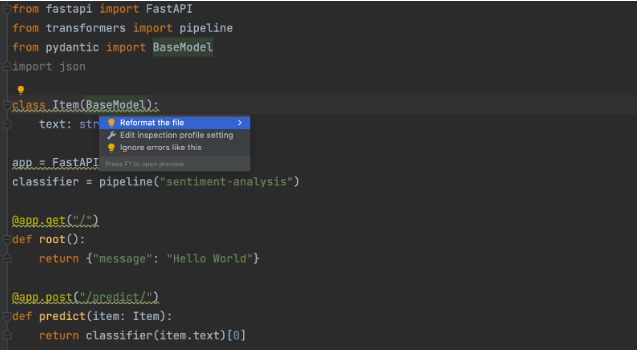 from fastapi import FastAPI
from transformers import pipeline
from pydantic import BaseModel
import json
class Item(BaseModel):
    text: str
Reformat the file
Edit inspection profile setting
Ignore errors like this
Press F1 to open preview
app = FastAPI
classifier = pipeline("sentiment-analysis")
@app.get("/")
def root():
    return {"message": "Hello World"}
@app.post("/predict/")
def predict(item: Item):
    return classifier(item.text)[0]